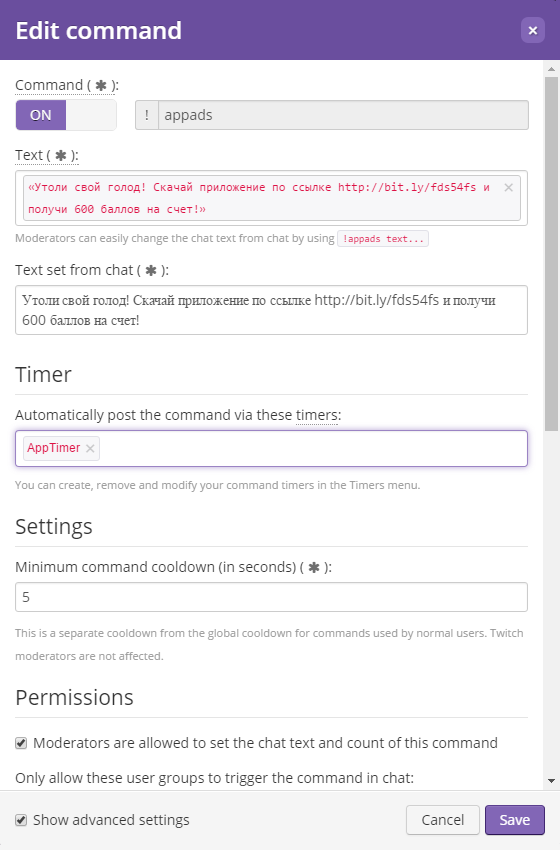 Edit command
Command ( ✱ ):
ON
! appads
Text ( ✱ ):
«Утоли свой голод! Скачай приложение по ссылке http://bit.ly/fds54fs и
получи 600 баллов на счет!»
Moderators can easily change the chat text from chat by using !appads text...
Text set from chat ( ✱ ):
Утоли свой голод! Скачай приложение по ссылке http://bit.ly/fds54fs и получи
600 баллов на счет!
Timer
Automatically post the command via these timers:
AppTimer
You can create, remove and modify your command timers in the Timers menu.
Settings
Minimum command cooldown (in seconds) ( ✱ ):
5
This is a separate cooldown from the global cooldown for commands used by normal users. Twitch
moderators are not affected.
Permissions
Moderators are allowed to set the chat text and count of this command
Only allow these user groups to trigger the command in chat:
Show advanced settings
Cancel
Save